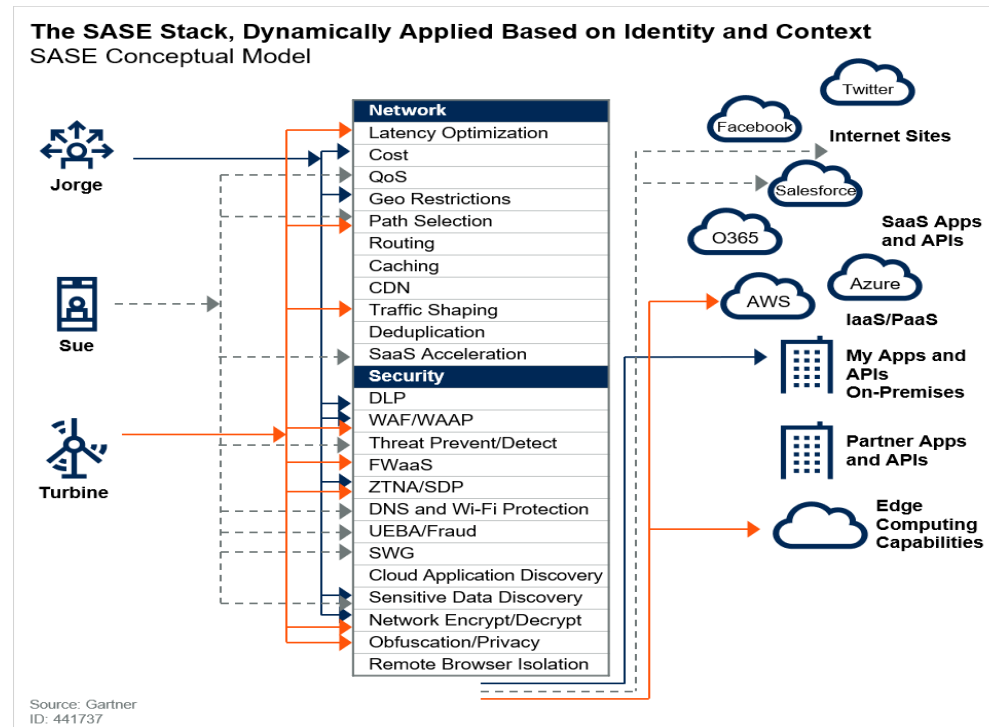 The SASE Stack, Dynamically Applied Based on Identity and Context
SASE Conceptual Model
Jorge
Sue
Turbine
Network
Latency Optimization
Cost
QoS
Geo Restrictions
Path Selection
Routing
Caching
CDN
Traffic Shaping
Deduplication
SaaS Acceleration
Security
DLP
WAF/WAAP
Threat Prevent/Detect
FWaaS
ZTNA/SDP
DNS and Wi-Fi Protection
UEBA/Fraud
SWG
Cloud Application Discovery
Sensitive Data Discovery
Network Encrypt/Decrypt
Obfuscation/Privacy
Remote Browser Isolation
Twitter
Facebook
Internet Sites
Salesforce
O365
SaaS Apps
and APIs
AWS
Azure
IaaS/PaaS
My Apps and
APIs
On-Premises
Partner Apps
and APIs
Edge
Computing
Capabilities
Source: Gartner
ID: 441737